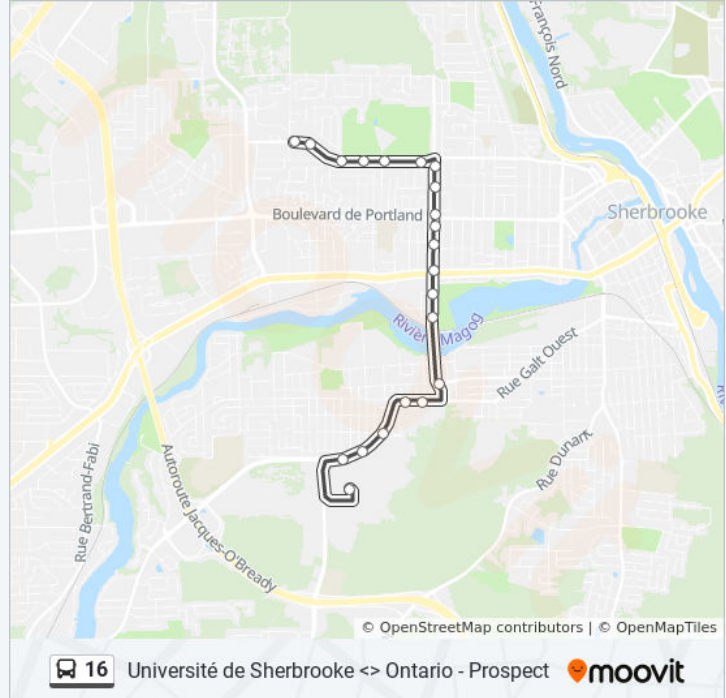 François Nord
Boulevard de Portland
Sherbrooke
Rivière Magog
Rue Galt Ouest
Rue Dunant
Rue Bertrand-Fabi
Autoroute Jacques-O'Bready
© OpenStreetMap contributors | © OpenMapTiles
16 Université de Sherbrooke <> Ontario - Prospect moovit